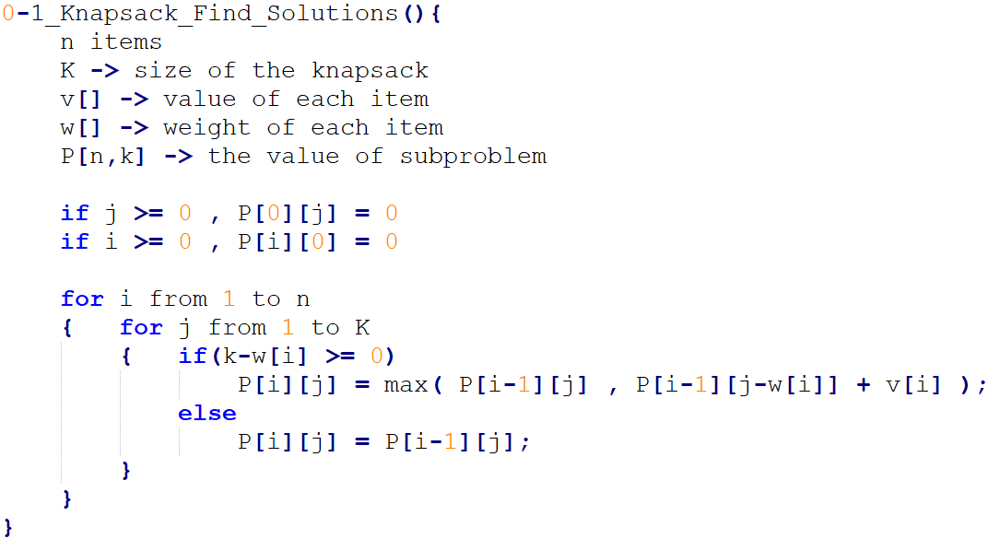 0-1_Knapsack_Find_Solutions(){
    n items
    K -> size of the knapsack
    v[] -> value of each item
    w[] -> weight of each item
    P[n,k] -> the value of subproblem

    if j >= 0 , P[0][j] = 0
    if i >= 0 , P[i][0] = 0

    for i from 1 to n
    {   for j from 1 to K
        {   if(k-w[i] >= 0)
                P[i][j] = max( P[i-1][j] , P[i-1][j-w[i]] + v[i] );
            else
                P[i][j] = P[i-1][j];
        }
    }
}